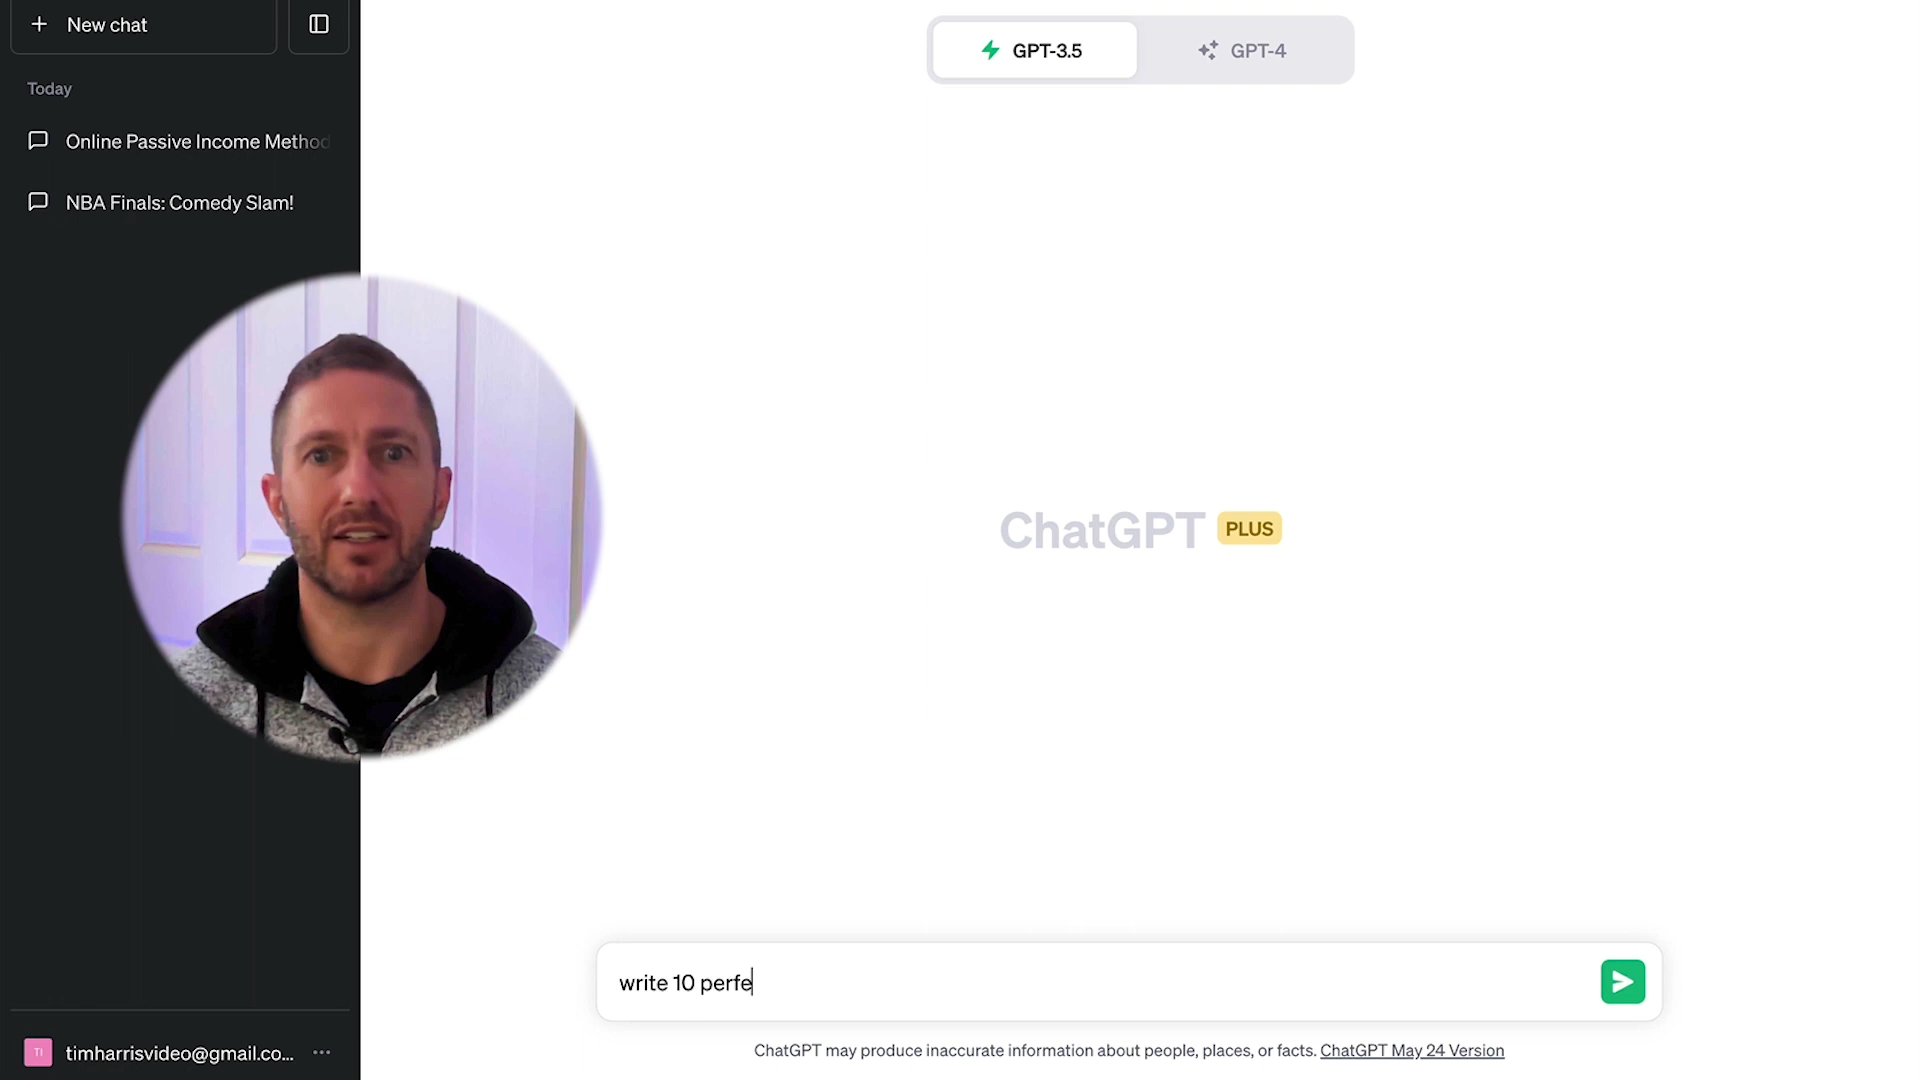 New chat
Today
Online Passive Income Method
NBA Finals: Comedy Slam!
TI
timharrisvideo@gmail.co...
GPT-3.5
GPT-4
ChatGPT PLUS
write 10 perfe
ChatGPT may produce inaccurate information about people, places, or facts. ChatGPT May 24 Version